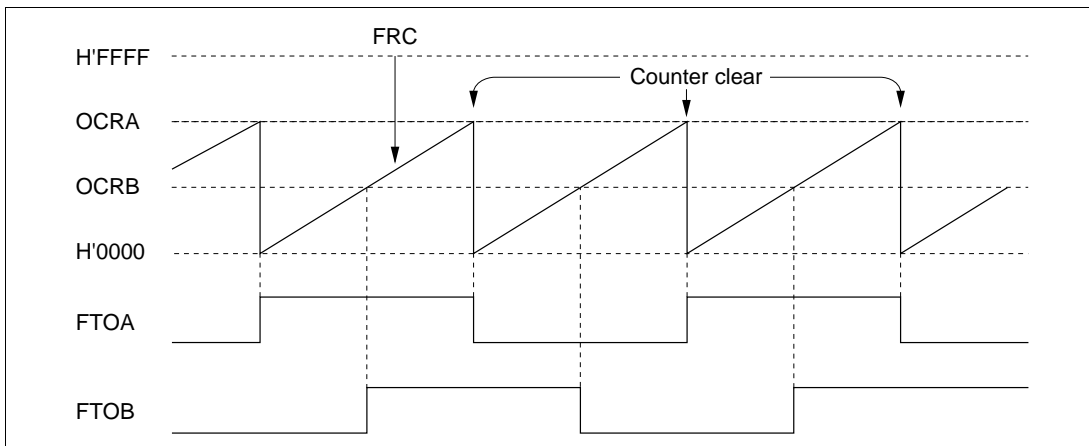 FRC
H'FFFF
Counter clear
OCRA
OCRB
H'0000
FTOA
FTOB